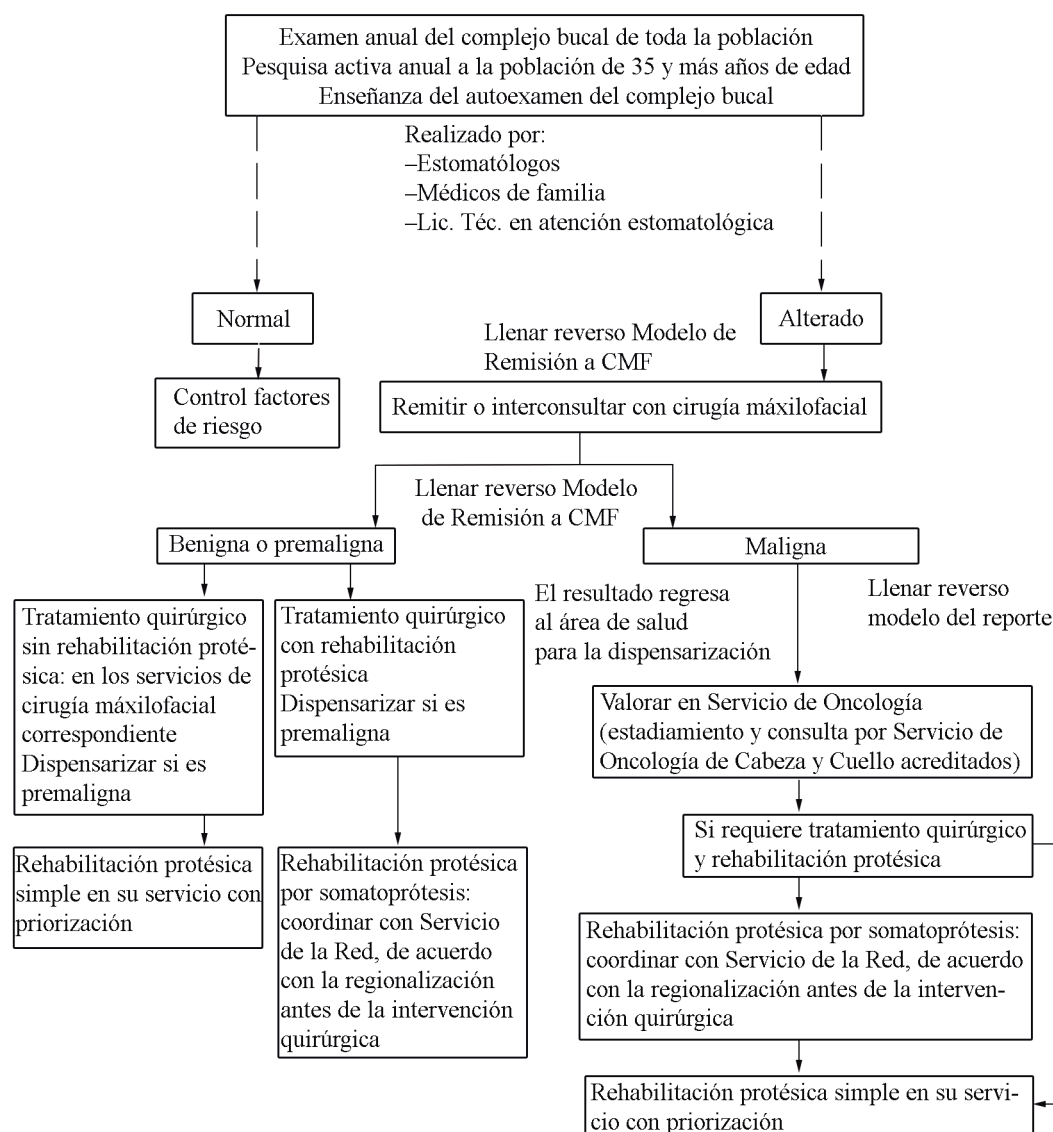 Examen anual del complejo bucal de toda la población
Pesquisa activa anual a la población de 35 y más años de edad
Enseñanza del autoexamen del complejo bucal
Realizado por:
–Estomatólogos
–Médicos de familia
–Lic. Téc. en atención estomatológica
Normal
Alterado
Llenar reverso Modelo de
Remisión a CMF
Control factores
de riesgo
Remitir o interconsultar con cirugía máxilofacial
Llenar reverso Modelo
de Remisión a CMF
Benigna o premaligna
Maligna
Tratamiento quirúrgico
sin rehabilitación proté-
sica: en los servicios de
cirugía máxilofacial
correspondiente
Dispensarizar si es
premaligna
Tratamiento quirúrgico
con rehabilitación
protésica
Dispensarizar si es
premaligna
El resultado regresa
al área de salud
para la dispensarización
Llenar reverso
modelo del reporte
Valorar en Servicio de Oncología
(estadiamiento y consulta por Servicio de
Oncología de Cabeza y Cuello acreditados)
Si requiere tratamiento quirúrgico
y rehabilitación protésica
Rehabilitación protésica
simple en su servicio con
priorización
Rehabilitación protésica
por somatoprótesis:
coordinar con Servicio
de la Red, de acuerdo
con la regionalización
antes de la intervención
quirúrgica
Rehabilitación protésica por somatoprótesis:
coordinar con Servicio de la Red, de acuerdo
con la regionalización antes de la interven-
ción quirúrgica
Rehabilitación protésica simple en su servi-
cio con priorización